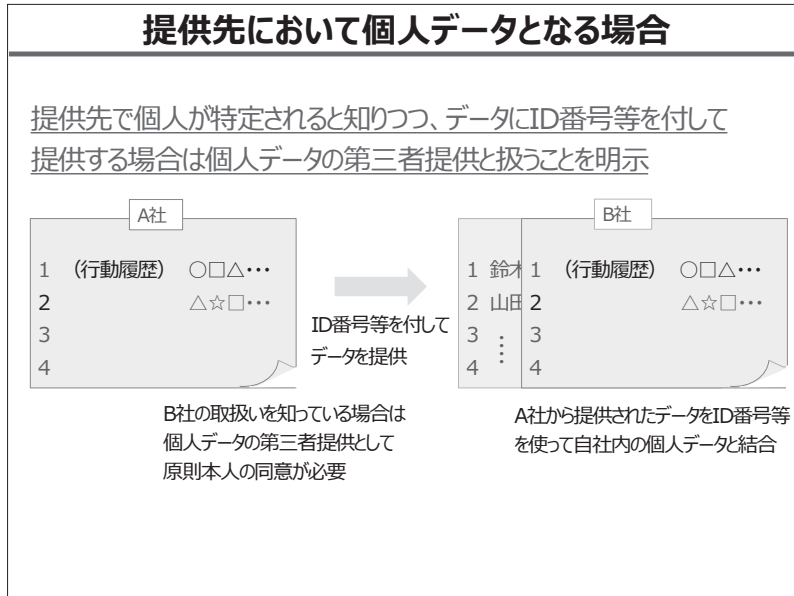 提供先において個人データとなる場合
提供先で個人が特定されると知りつつ、データにID番号等を付して
提供する場合は個人データの第三者提供と扱うことを明示
A社
1 (行動履歴) ○□△・・・
2 △☆□・・・
3
4
ID番号等を付して
データを提供
B社
1 鈴木
2 山田
3
4
1 (行動履歴) ○□△・・・
2 △☆□・・・
3
4
B社の取扱いを知っている場合は
個人データの第三者提供として
原則本人の同意が必要
A社から提供されたデータをID番号等
を使って自社内の個人データと結合